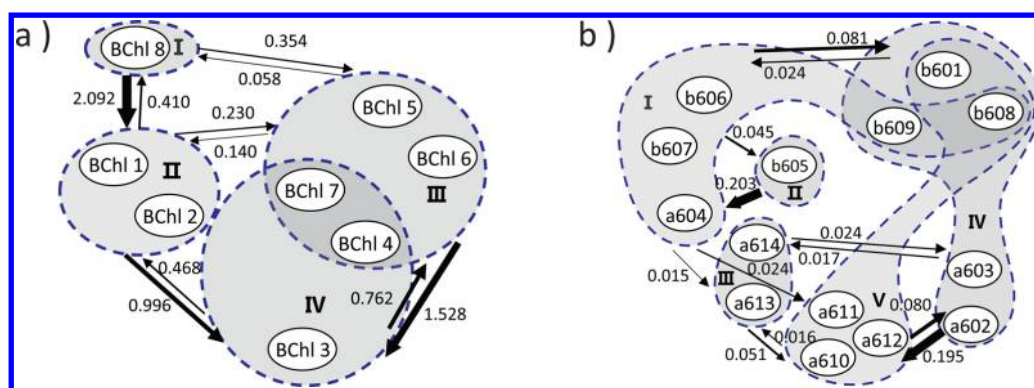 a )
BChl 8 I
0.354
0.058
2.092
0.410
0.230
0.140
BChl 1
II
BChl 2
BChl 5
BChl 6
III
BChl 7
BChl 4
0.468
0.996
IV
0.762
1.528
BChl 3
b )
0.081
0.024
I
b606
b607
a604
0.045
b605
II
0.203
b601
b608
b609
IV
a614
III
a613
0.024
0.017
0.024
0.015
a603
a602
V
a611
a612
a610
0.080
0.195
0.016
0.051